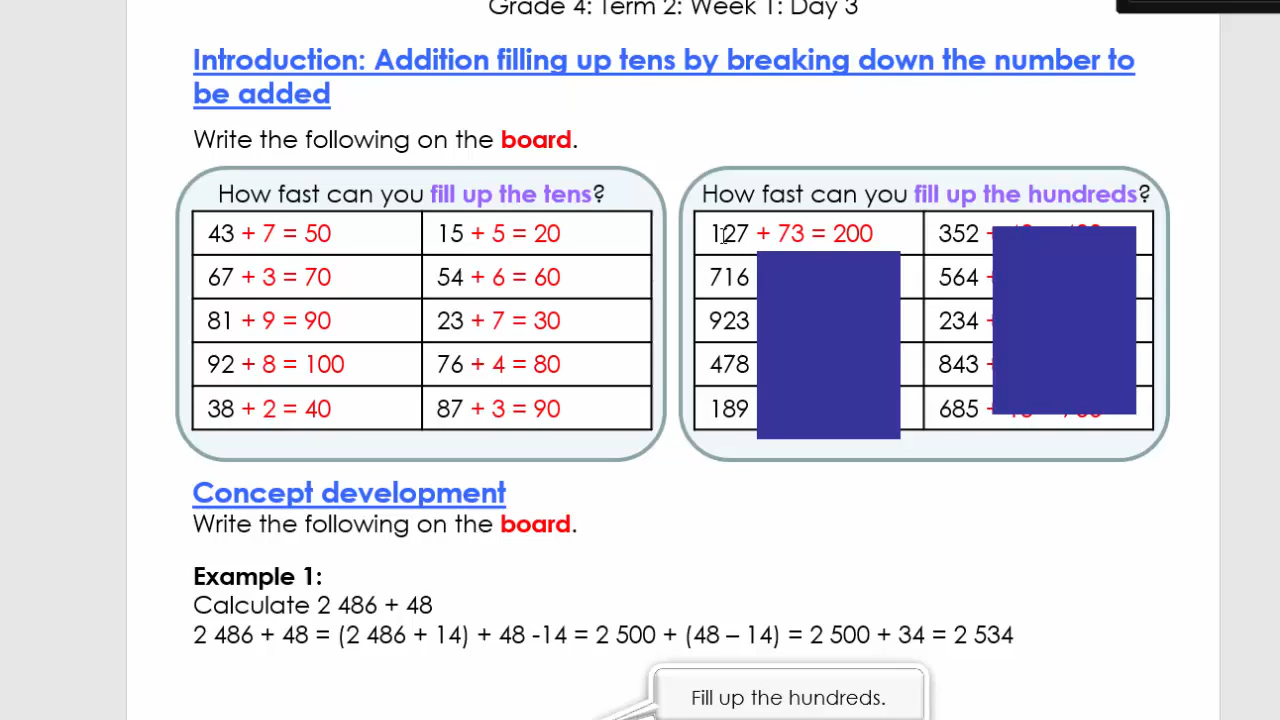 Grade 4: Term 2: Week 1: Day 3
Introduction: Addition filling up tens by breaking down the number to
be added
Write the following on the board.
How fast can you fill up the tens?
43 + 7 = 50 15 + 5 = 20
67 + 3 = 70 54 + 6 = 60
81 + 9 = 90 23 + 7 = 30
92 + 8 = 100 76 + 4 = 80
38 + 2 = 40 87 + 3 = 90
How fast can you fill up the hundreds?
127 + 73 = 200 352
716 564
923 234
478 843
189 685
Concept development
Write the following on the board.
Example 1:
Calculate 2 486 + 48
2 486 + 48 = (2 486 + 14) + 48 -14 = 2 500 + (48 – 14) = 2 500 + 34 = 2 534
Fill up the hundreds.